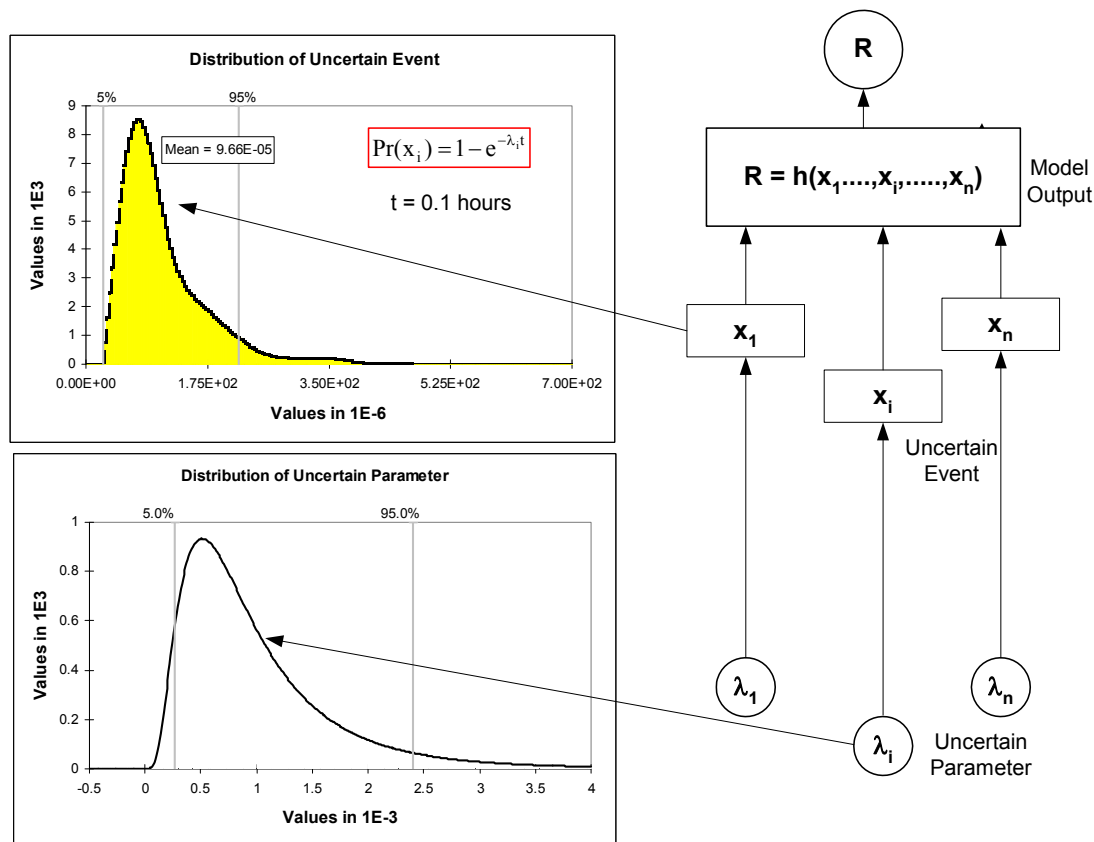 Distribution of Uncertain Event
5% 95%
9
8
7
6
5
4
3
2
1
0
Values in 1E3
Mean = 9.66E-05
Pr(xᵢ) = 1 − e^(−λᵢt)
t = 0.1 hours
0.00E+00 1.75E+02 3.50E+02 5.25E+02 7.00E+02
Values in 1E-6
Distribution of Uncertain Parameter
5.0% 95.0%
1
0.8
0.6
0.4
0.2
0
Values in 1E3
-0.5 0 0.5 1 1.5 2 2.5 3 3.5 4
Values in 1E-3
R
R = h(x₁....,xᵢ,.....,xₙ)
Model
Output
x₁
xₙ
xᵢ
Uncertain
Event
λ₁
λₙ
λᵢ
Uncertain
Parameter